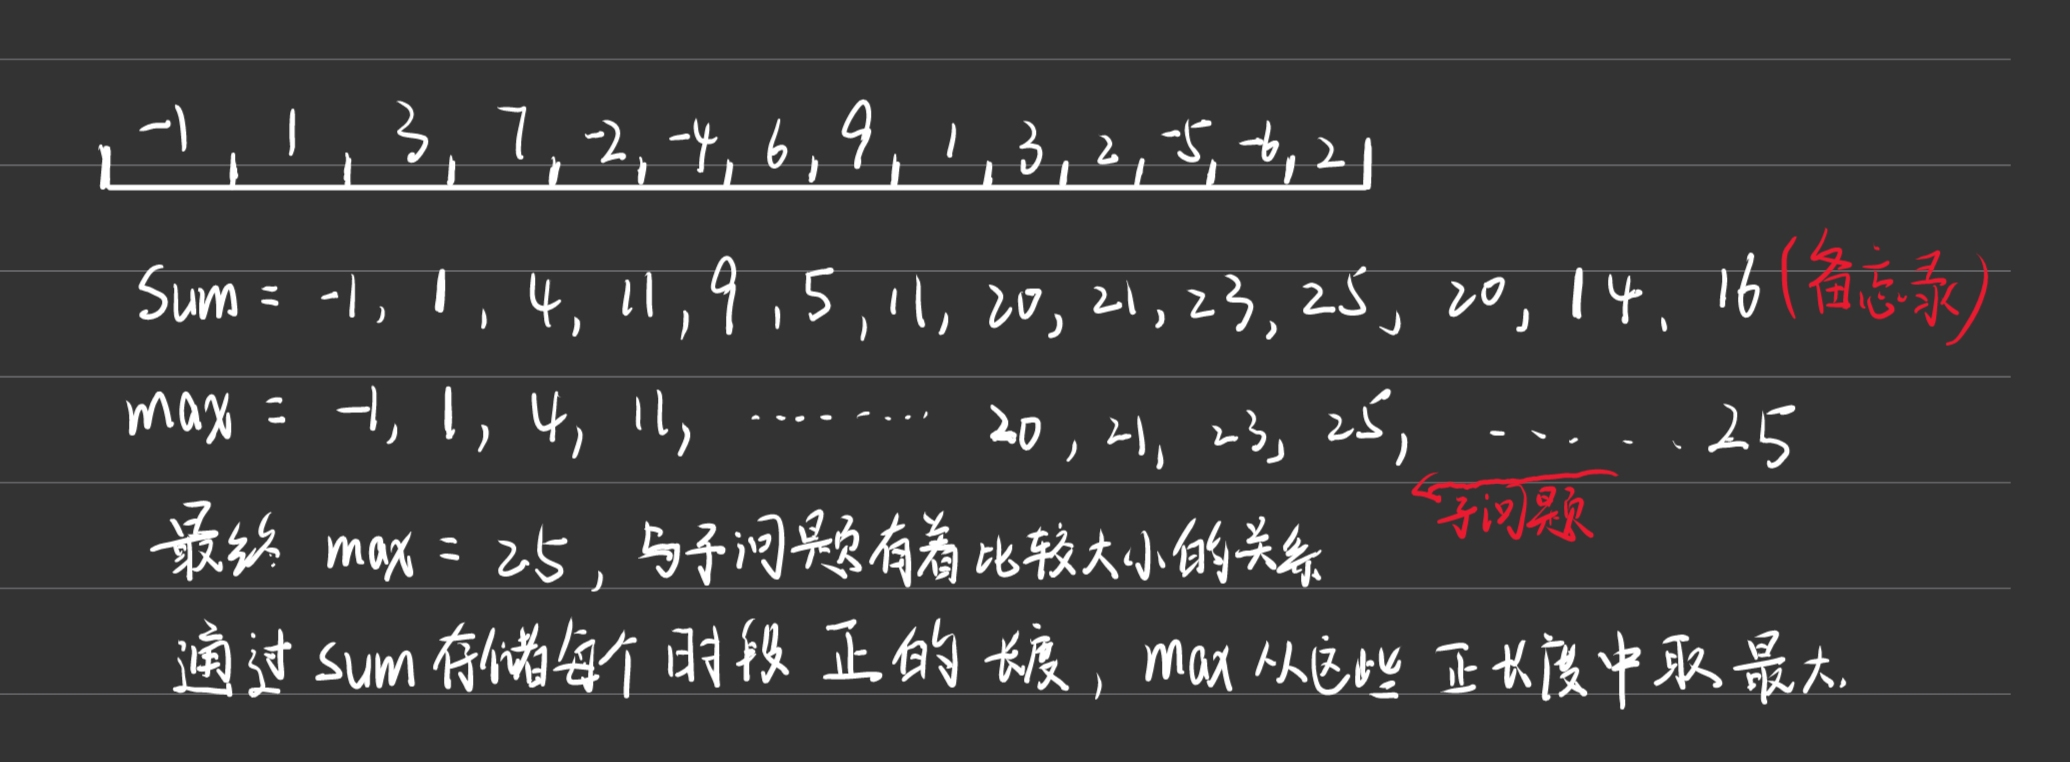 -1, 1, 3, 7, -2, -4, 6, 9, 1, 3, 2, -5, -6, 2
Sum = -1, 1, 4, 11, 9, 5, 11, 20, 21, 23, 25, 20, 14, 16 (备忘录)
max = -1, 1, 4, 11, ········· 20, 21, 23, 25, ······ 25
子问题
最终 max = 25, 与子问题有着比较大小的关系
通过 sum 存储每个时段正的长度, max 从这些正长度中取最大.